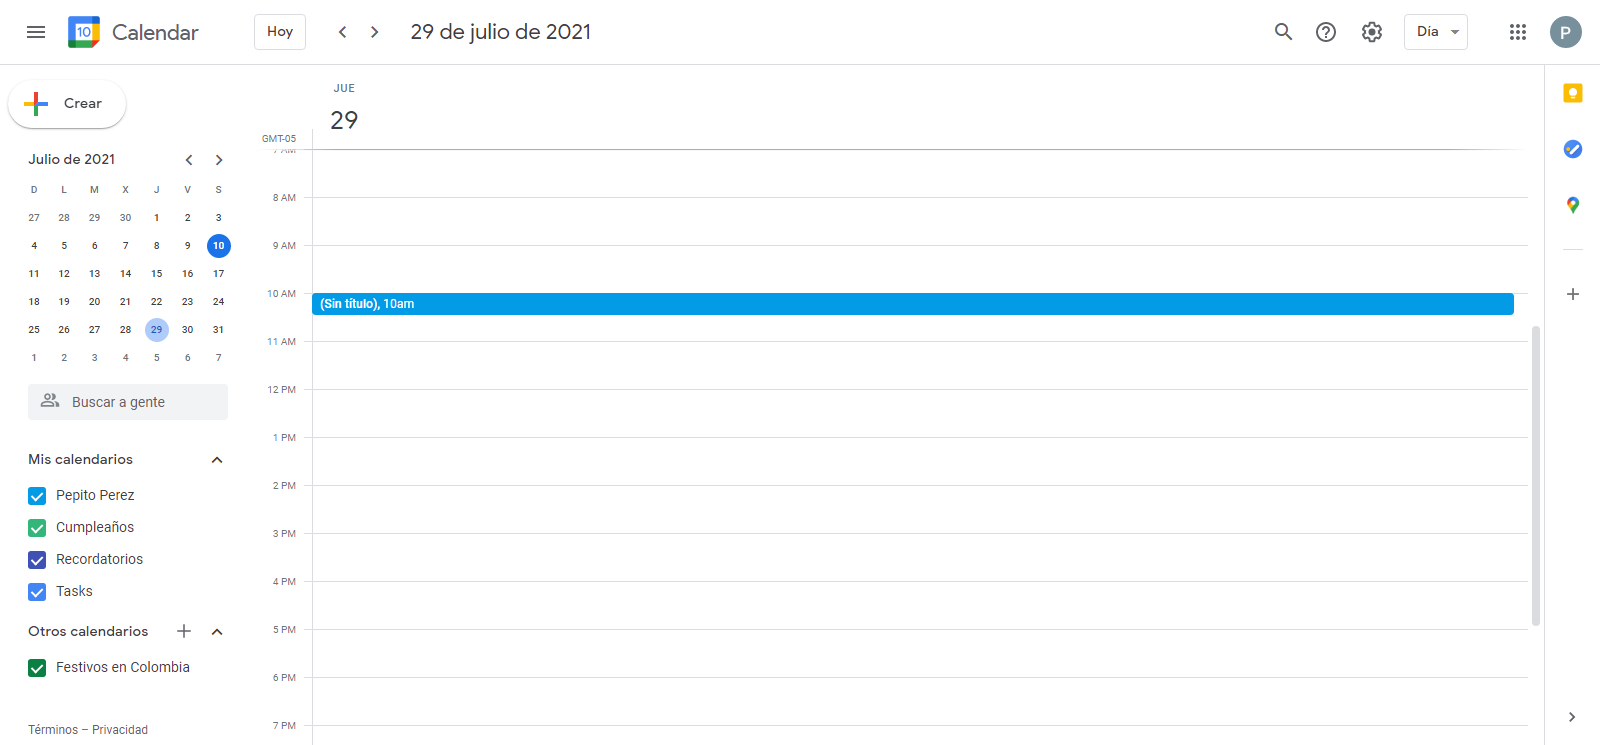 10 Calendar Hoy 29 de julio de 2021 Día P
Crear
Julio de 2021
D L M X J V S
27 28 29 30 1 2 3
4 5 6 7 8 9 10
11 12 13 14 15 16 17
18 19 20 21 22 23 24
25 26 27 28 29 30 31
1 2 3 4 5 6 7
Buscar a gente
Mis calendarios
Pepito Perez
Cumpleaños
Recordatorios
Tasks
Otros calendarios
Festivos en Colombia
Términos – Privacidad
JUE
29
GMT-05
7 AM
8 AM
9 AM
10 AM
(Sin título), 10am
11 AM
12 PM
1 PM
2 PM
3 PM
4 PM
5 PM
6 PM
7 PM